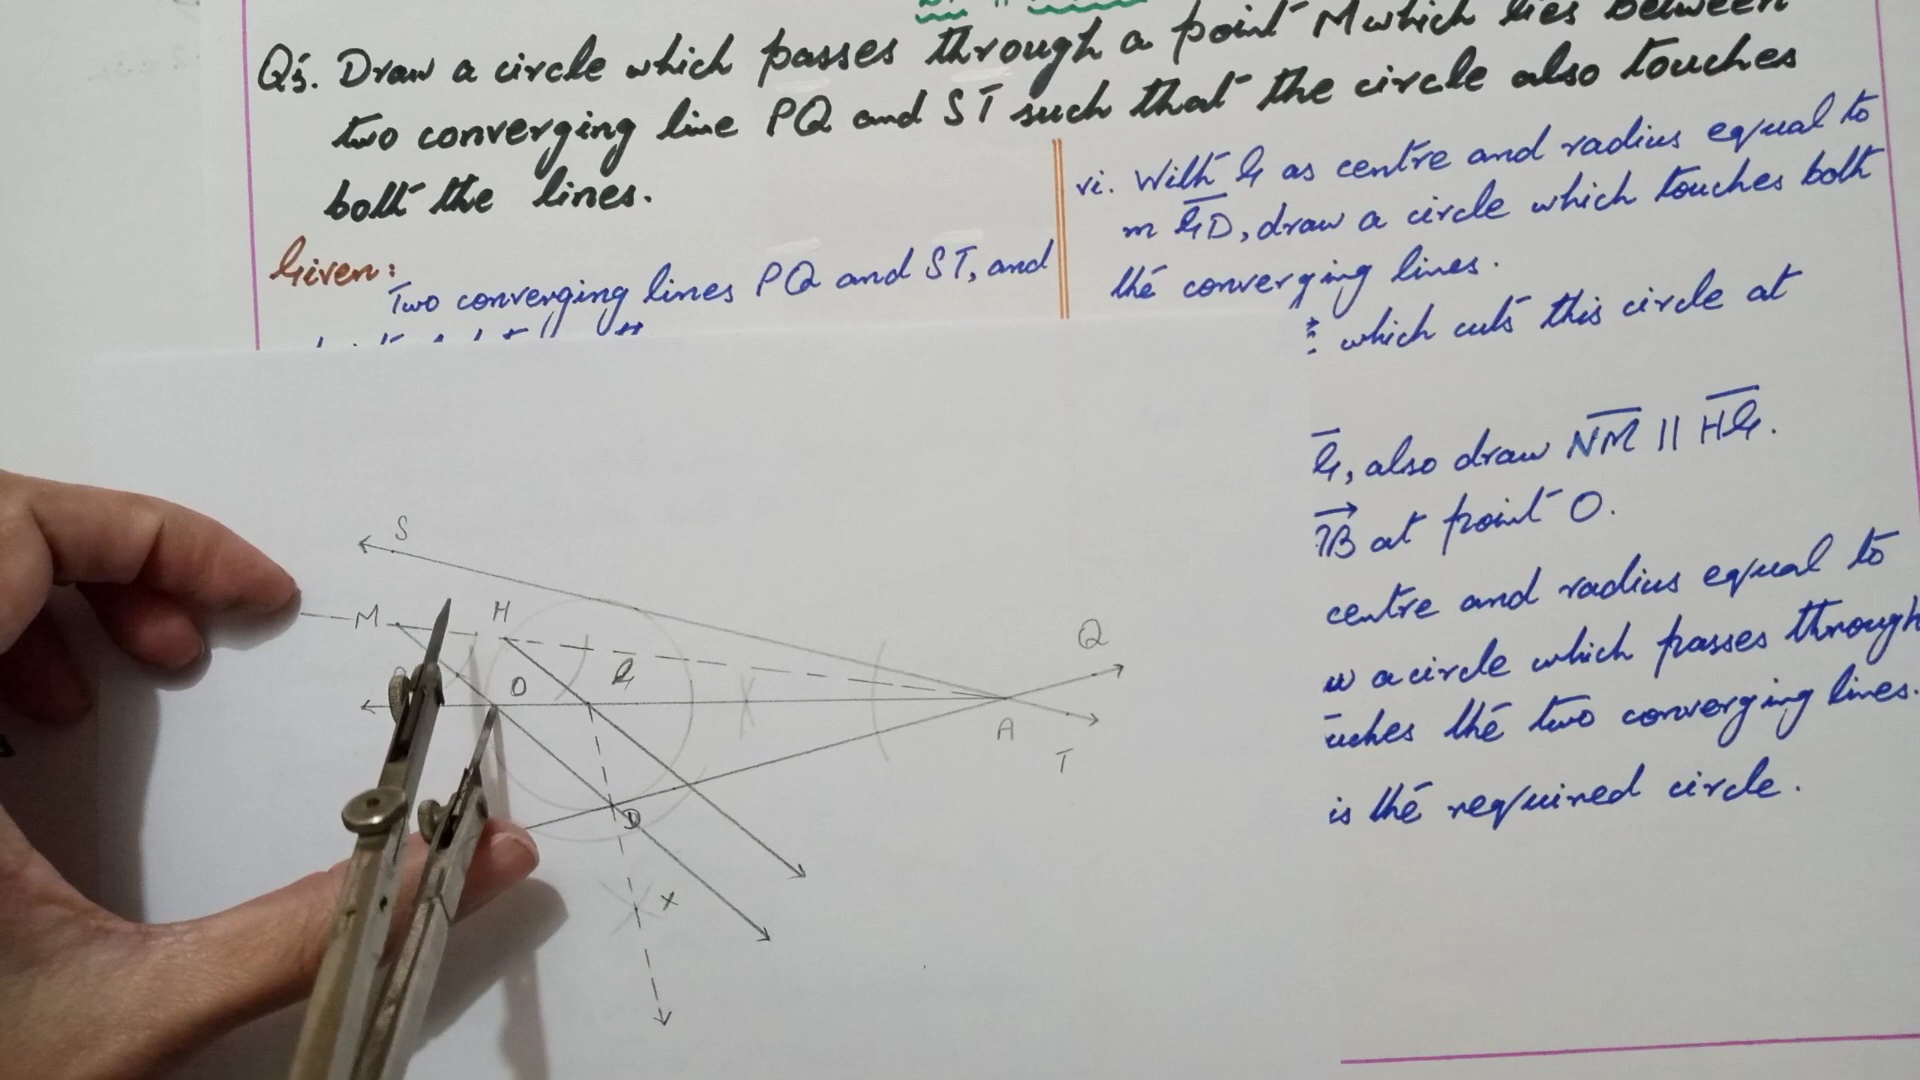 Q5. Draw a circle which passes through a point M which lies between
two converging line PQ and ST such that the circle also touches
both the lines.
Given:
Two converging lines PQ and ST, and
vi. With G as centre and radius equal to
m GD, draw a circle which touches both
the converging lines.
which cuts this circle at
G, also draw NM || HG.
B at point O.
centre and radius equal to
a circle which passes through
the two converging lines.
is the required circle.
S
M
H
Q
O
G
A
T
D
X